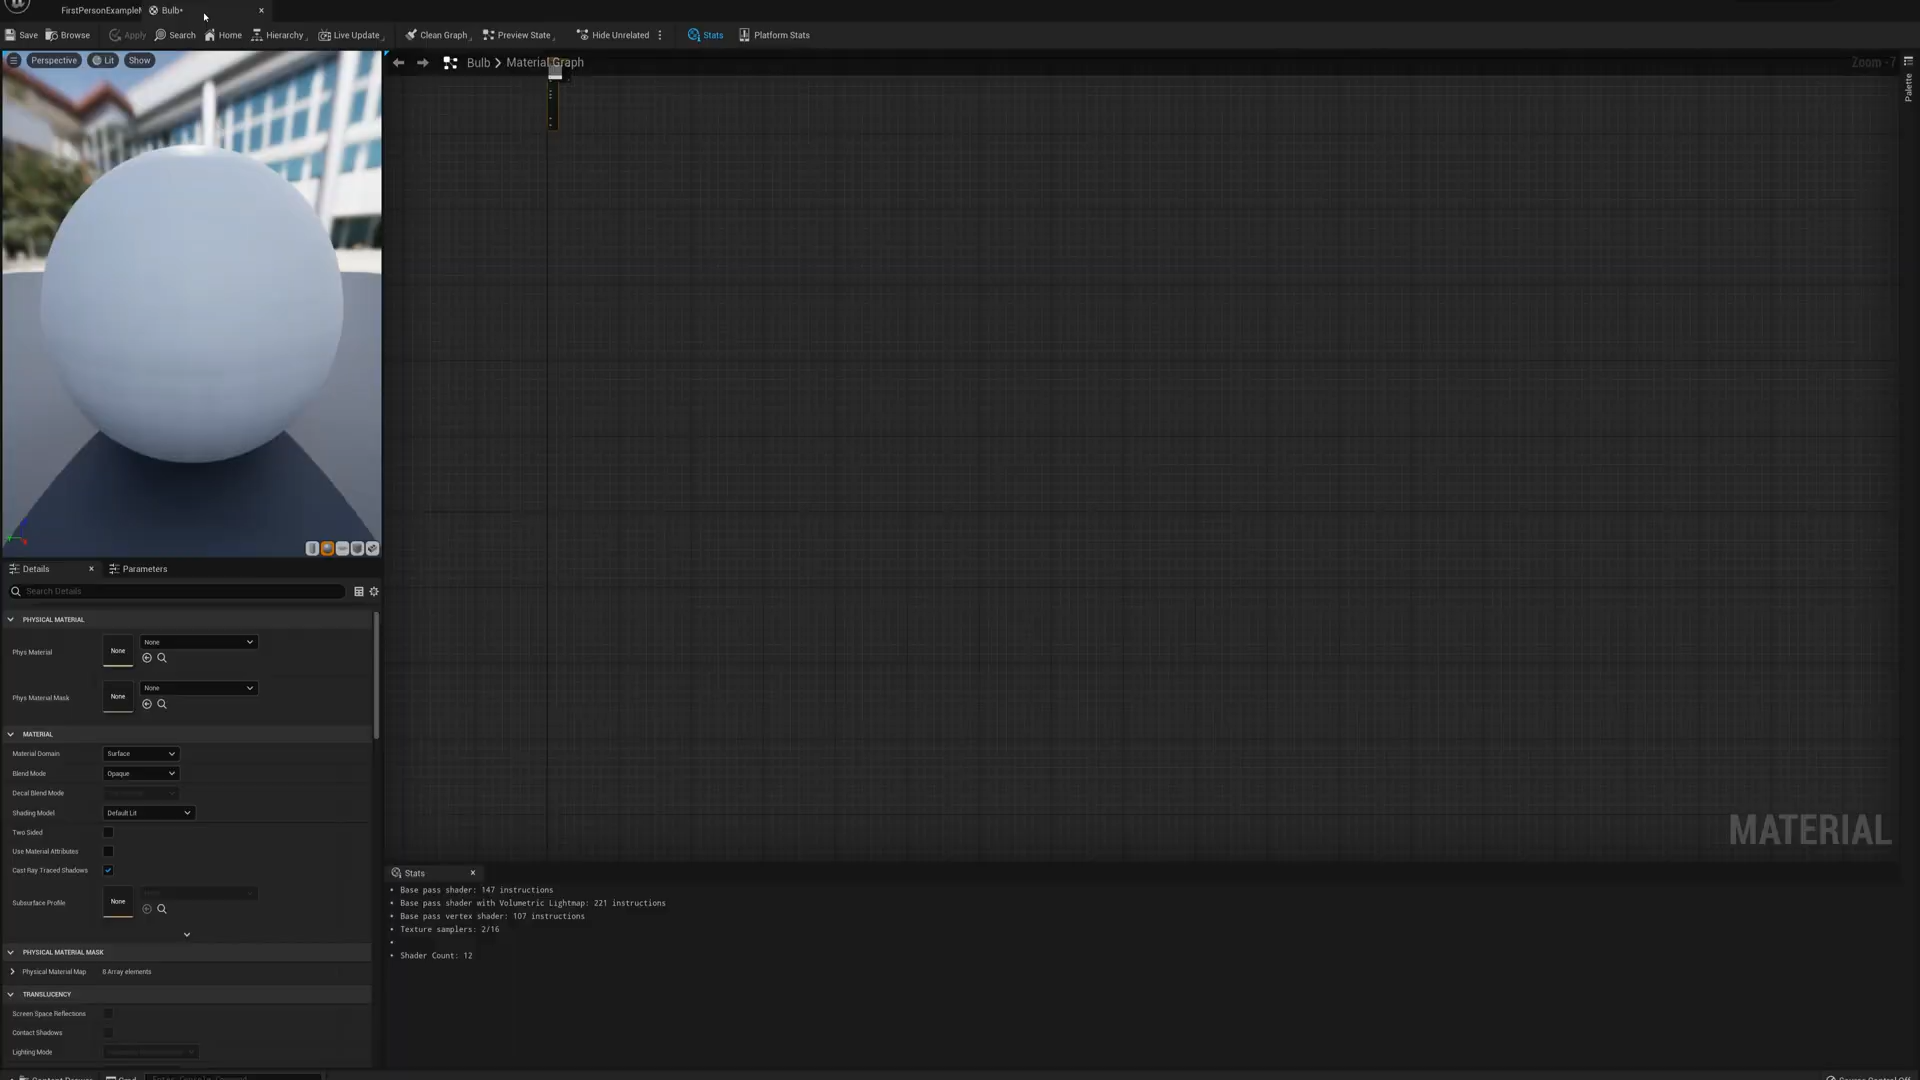 FirstPersonExampleM
Bulb*
Save
Browse
Apply
Search
Home
Hierarchy
Live Update
Clean Graph
Preview State
Hide Unrelated
Stats
Platform Stats
Perspective
Lit
Show
Bulb
Material Graph
Zoom -7
Palette
Details
Parameters
Search Details
PHYSICAL MATERIAL
Phys Material
None
None
Phys Material Mask
None
None
MATERIAL
Material Domain
Surface
Blend Mode
Opaque
Decal Blend Mode
Shading Model
Default Lit
Two Sided
Use Material Attributes
Cast Ray Traced Shadows
Subsurface Profile
None
PHYSICAL MATERIAL MASK
Physical Material Map
8 Array elements
TRANSLUCENCY
Screen Space Reflections
Contact Shadows
Lighting Mode
MATERIAL
Stats
Base pass shader: 147 instructions
Base pass shader with Volumetric Lightmap: 221 instructions
Base pass vertex shader: 107 instructions
Texture samplers: 2/16
Shader Count: 12